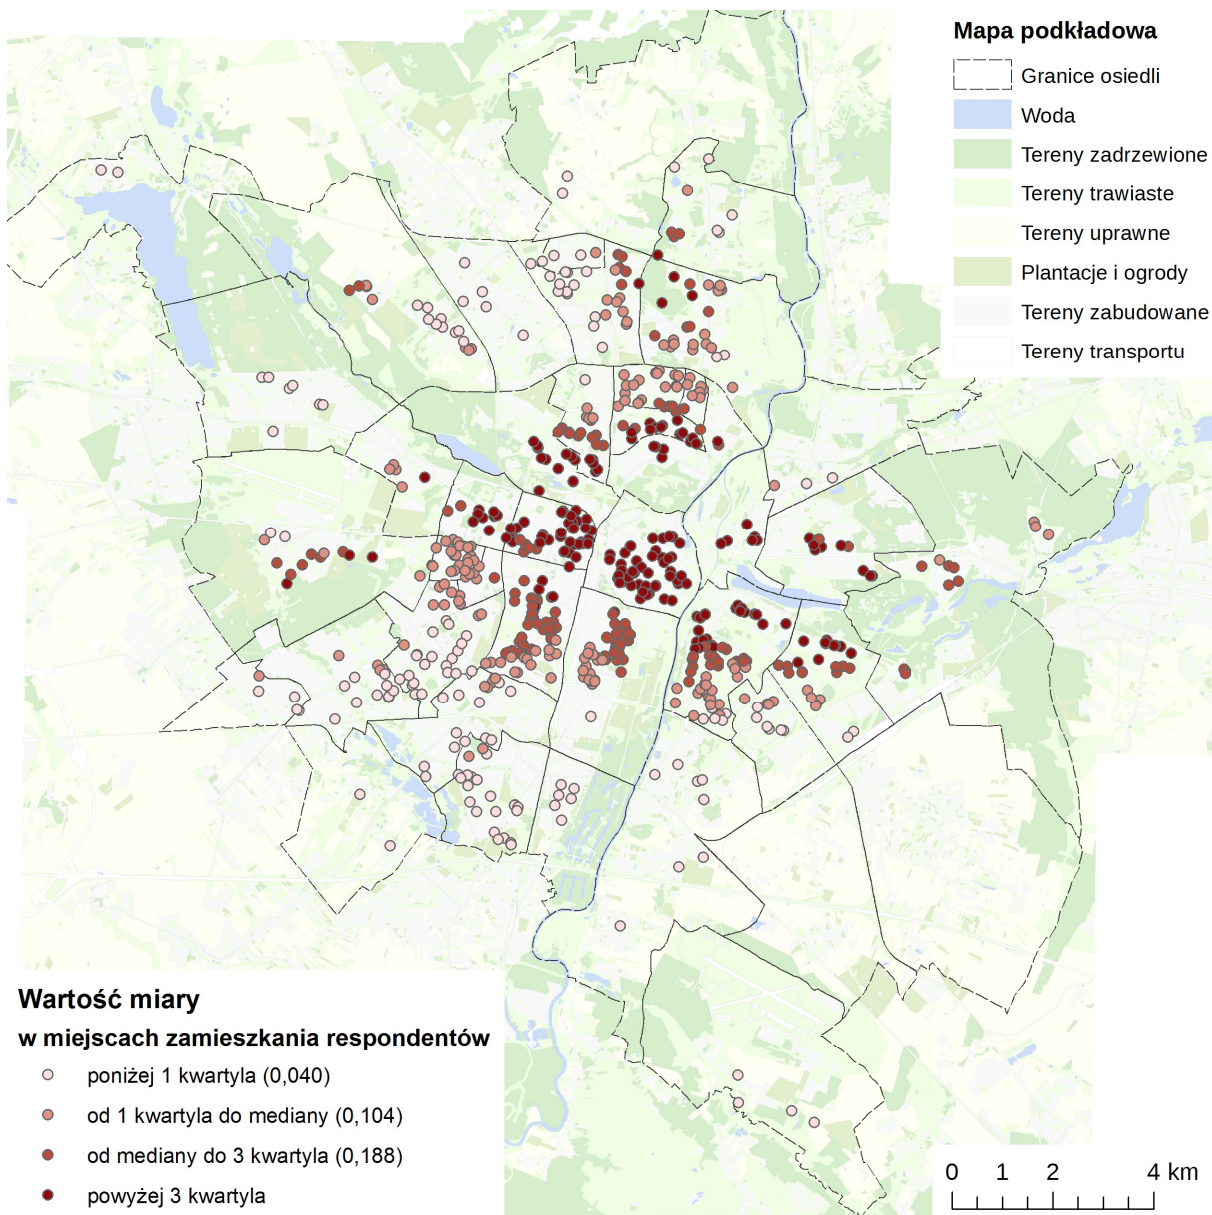 Mapa podkładowa
Granice osiedli
Woda
Tereny zadrzewione
Tereny trawiaste
Tereny uprawne
Plantacje i ogrody
Tereny zabudowane
Tereny transportu
Wartość miary
w miejscach zamieszkania respondentów
poniżej 1 kwartyla (0,040)
od 1 kwartyla do mediany (0,104)
od mediany do 3 kwartyla (0,188)
powyżej 3 kwartyla
0 1 2 4 km